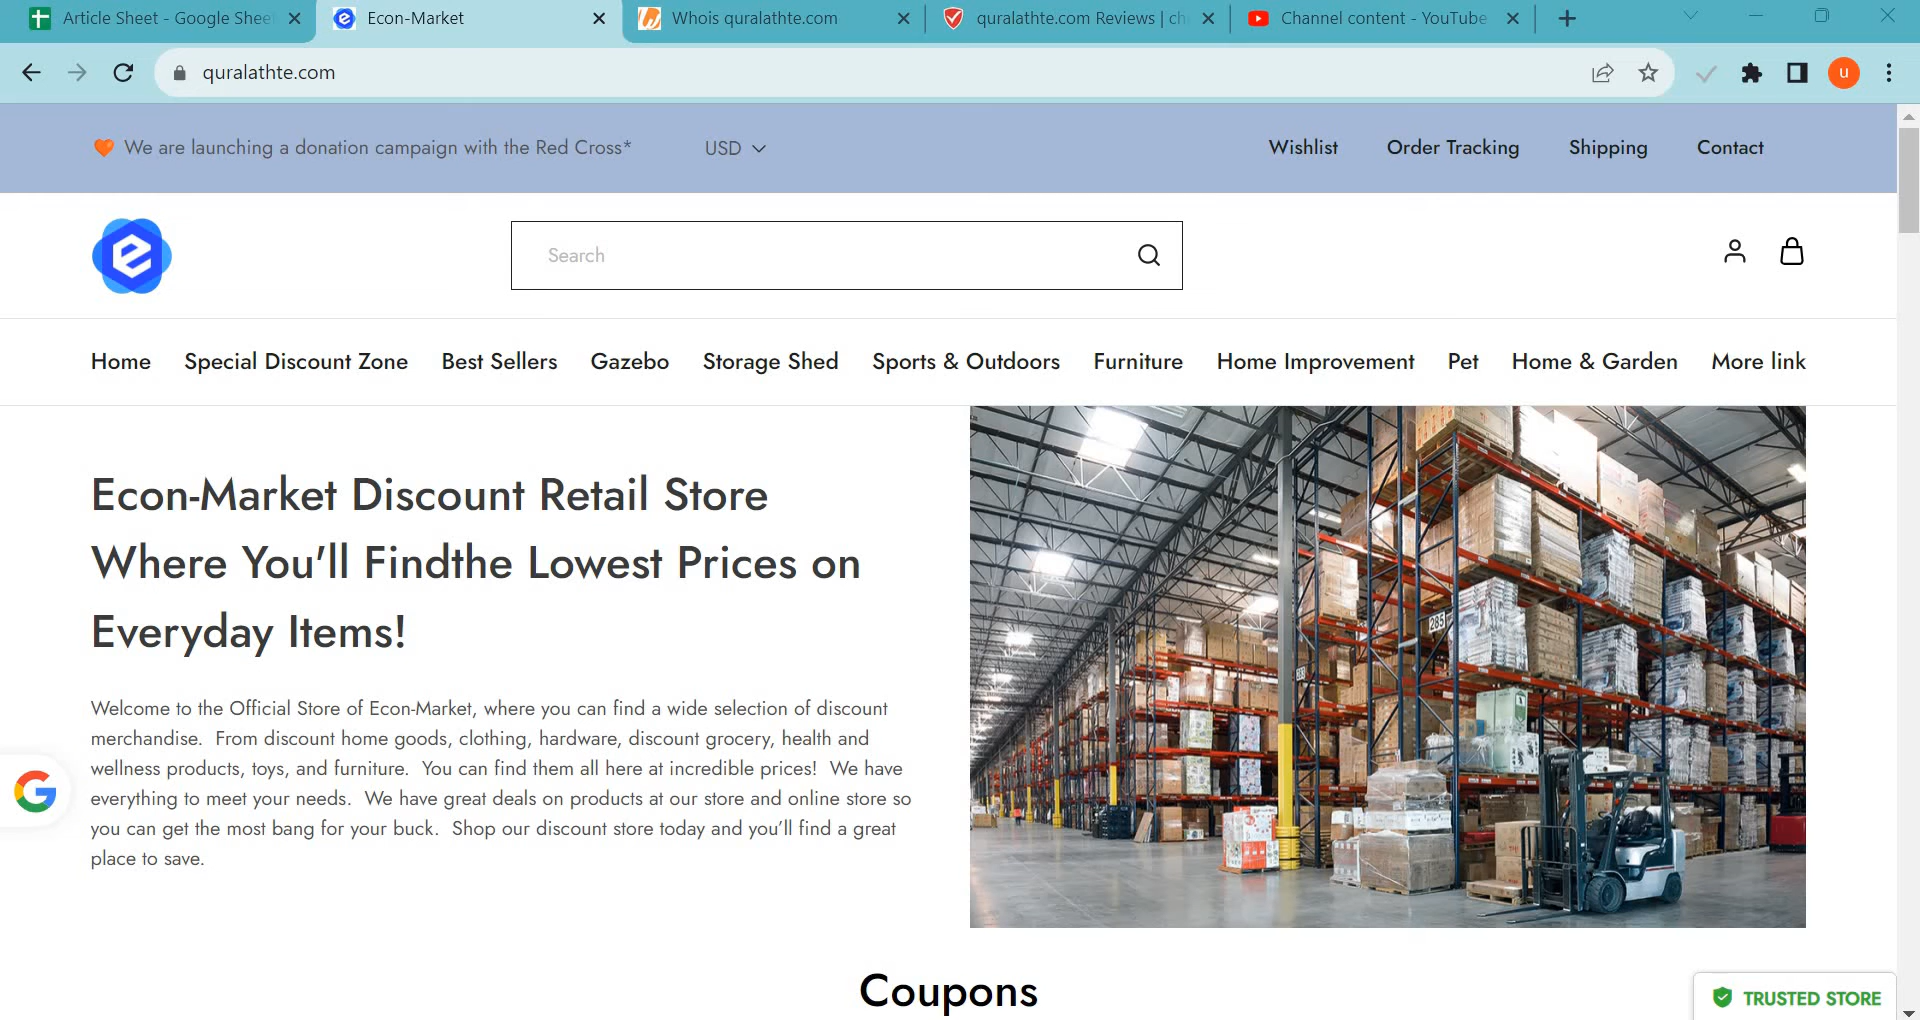 Article Sheet - Google Shee
Econ-Market
Whois quralathte.com
quralathte.com Reviews | ch
Channel content - YouTube
quralathte.com
u
We are launching a donation campaign with the Red Cross*
USD
Wishlist
Order Tracking
Shipping
Contact
e
Search
Home
Special Discount Zone
Best Sellers
Gazebo
Storage Shed
Sports & Outdoors
Furniture
Home Improvement
Pet
Home & Garden
More link
Econ-Market Discount Retail Store
Where You'll Findthe Lowest Prices on
Everyday Items!
Welcome to the Official Store of Econ-Market, where you can find a wide selection of discount
merchandise. From discount home goods, clothing, hardware, discount grocery, health and
wellness products, toys, and furniture. You can find them all here at incredible prices! We have
everything to meet your needs. We have great deals on products at our store and online store so
you can get the most bang for your buck. Shop our discount store today and you’ll find a great
place to save.
285
G
Coupons
TRUSTED STORE